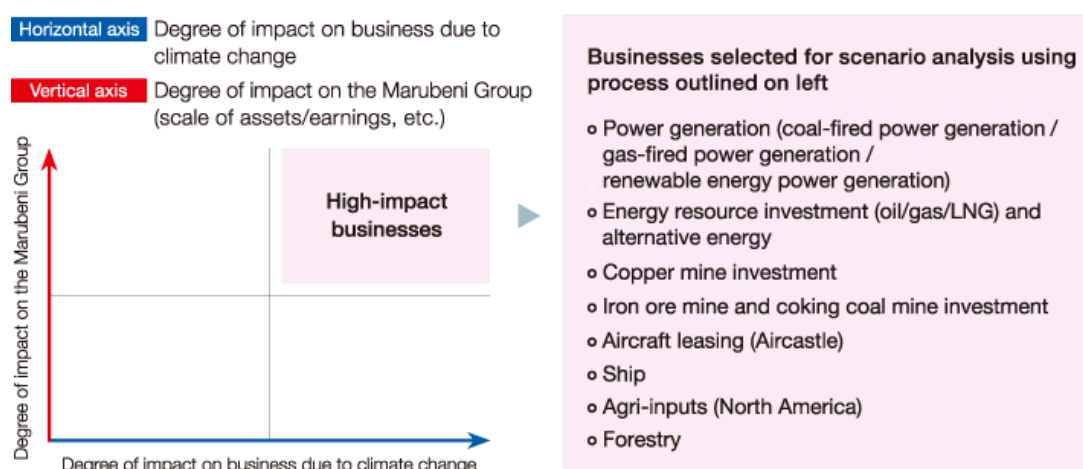 Horizontal axis Degree of impact on business due to
climate change
Vertical axis Degree of impact on the Marubeni Group
(scale of assets/earnings, etc.)
Degree of impact on the Marubeni Group
High-impact
businesses
Degree of impact on business due to climate change
Businesses selected for scenario analysis using
process outlined on left
Power generation (coal-fired power generation /
gas-fired power generation /
renewable energy power generation)
Energy resource investment (oil/gas/LNG) and
alternative energy
Copper mine investment
Iron ore mine and coking coal mine investment
Aircraft leasing (Aircastle)
Ship
Agri-inputs (North America)
Forestry